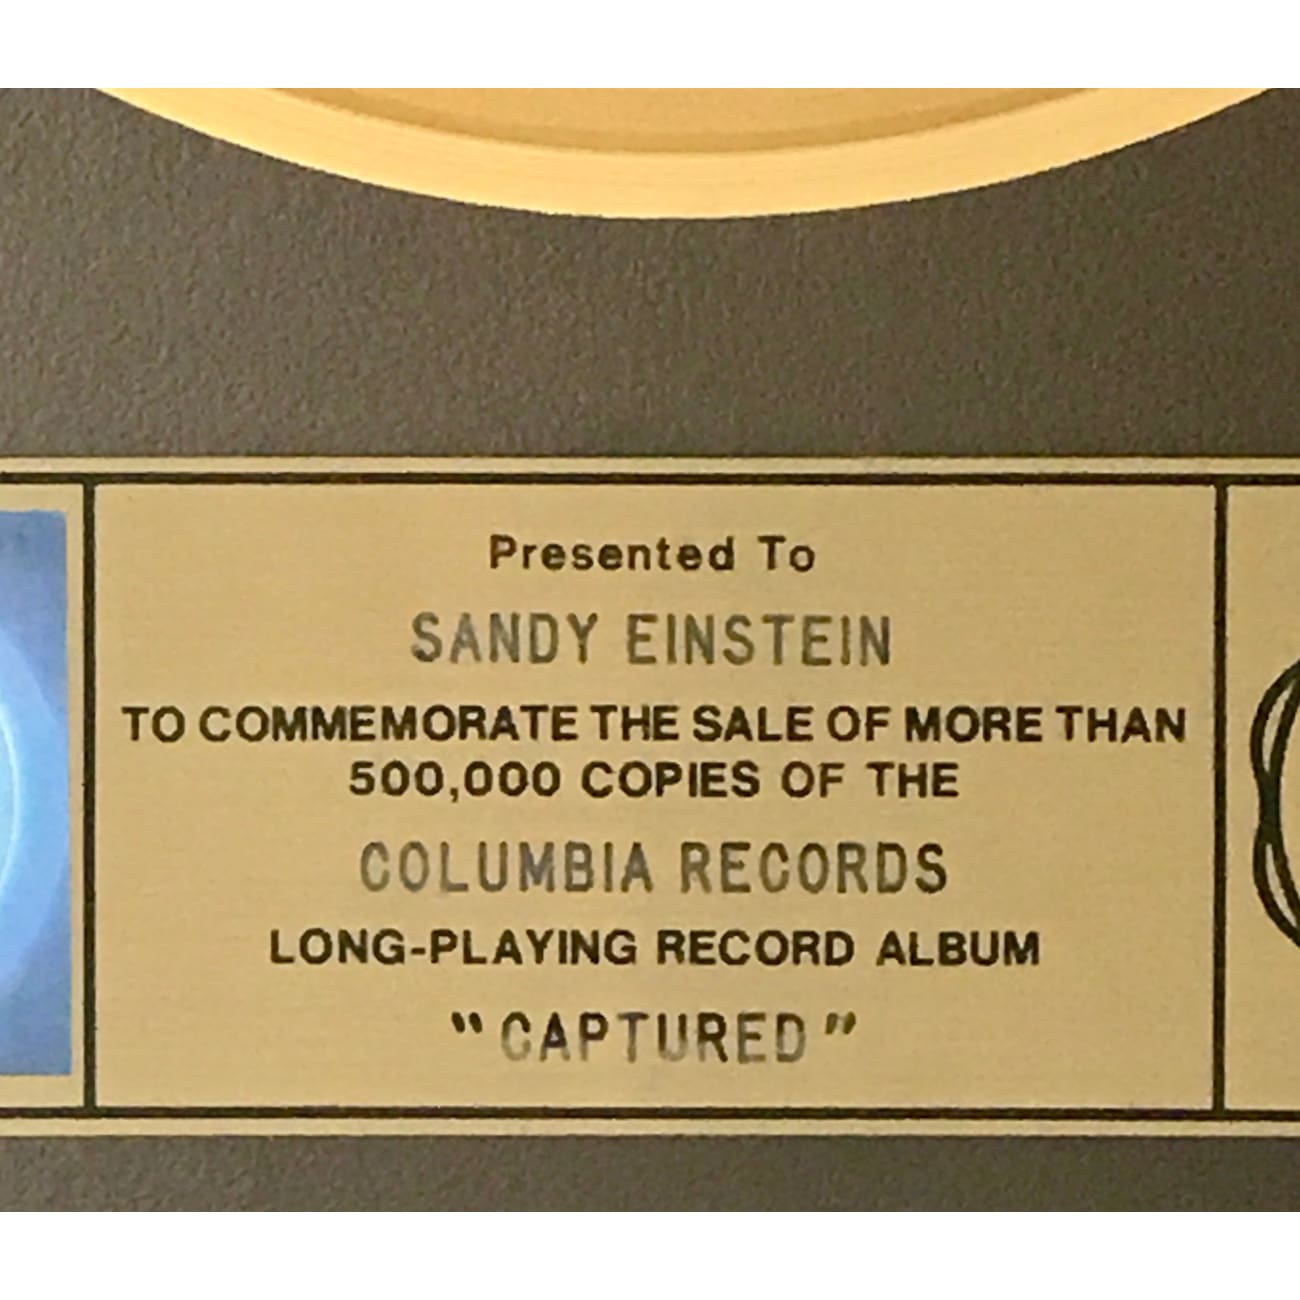 Presented To
SANDY EINSTEIN
TO COMMEMORATE THE SALE OF MORE THAN
500,000 COPIES OF THE
COLUMBIA RECORDS
LONG-PLAYING RECORD ALBUM
"CAPTURED"